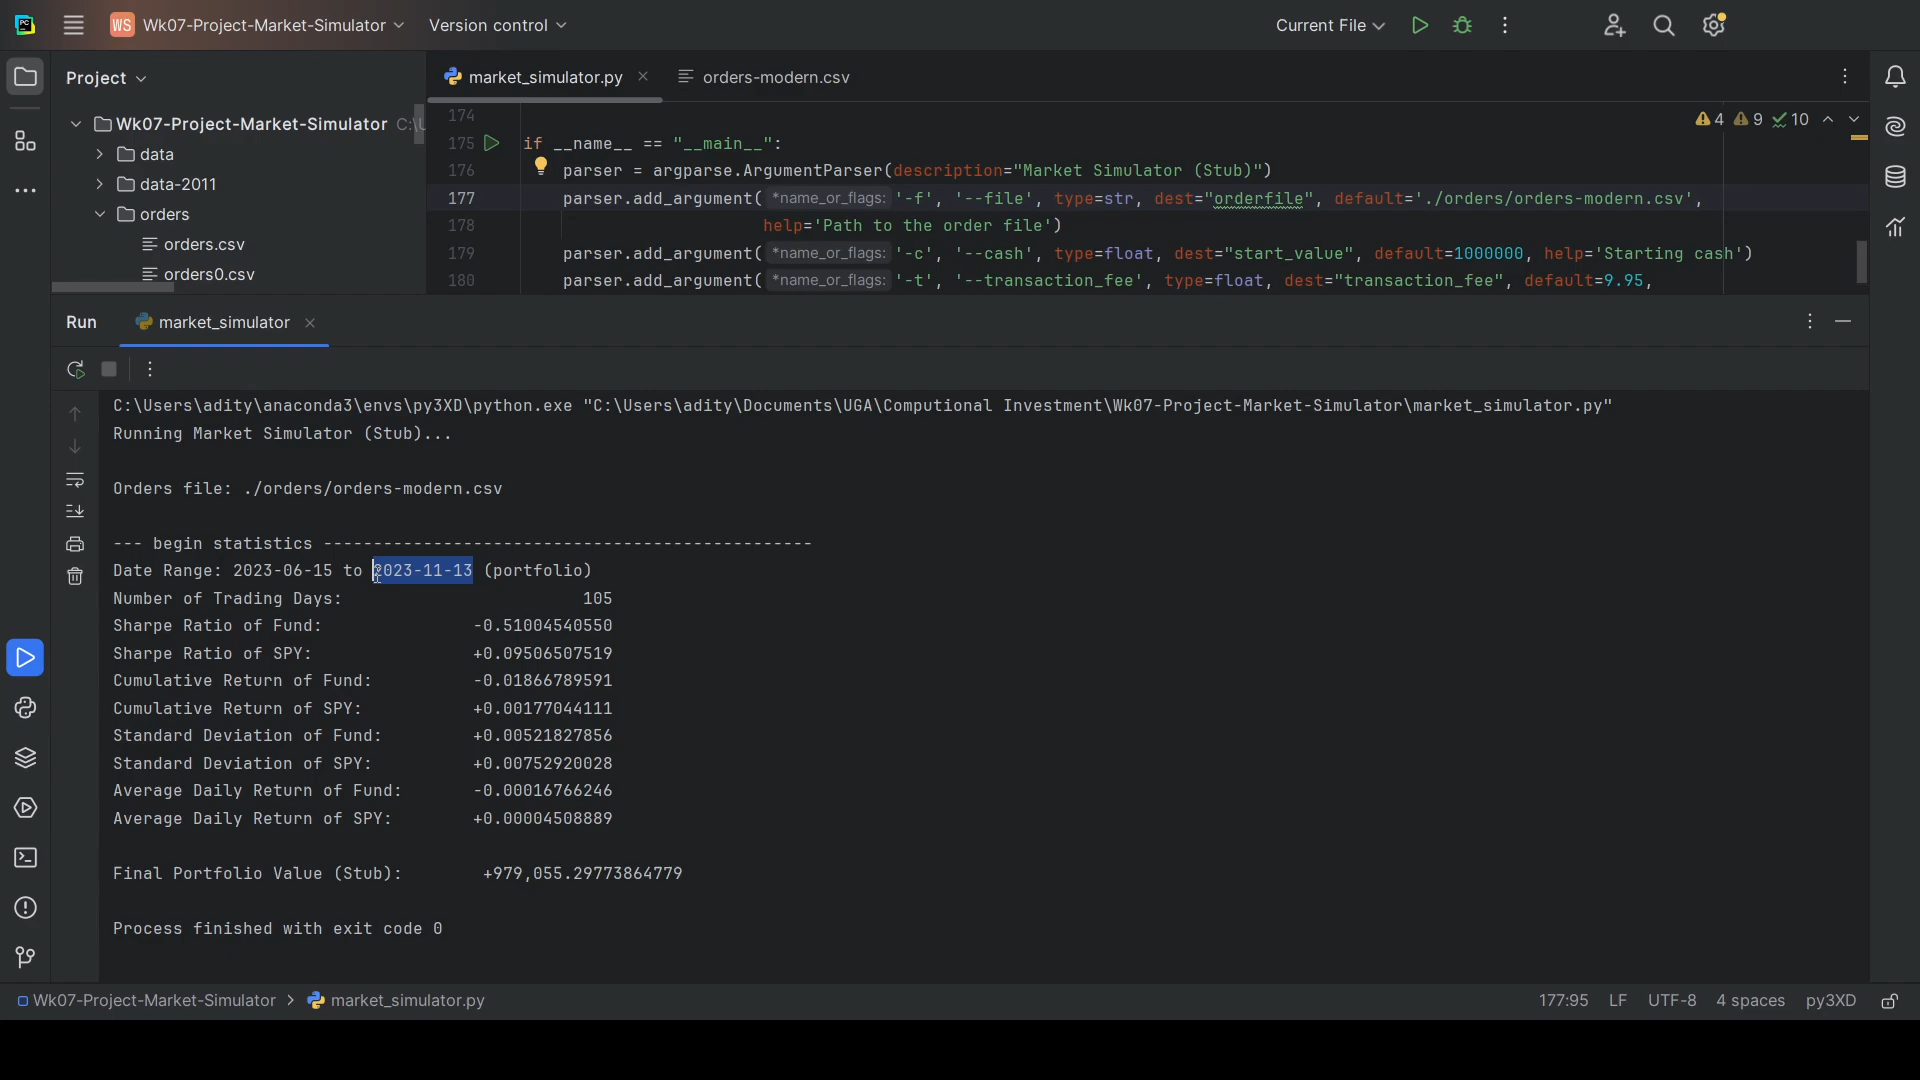 PC
WS Wk07-Project-Market-Simulator Version control Current File
Project
market_simulator.py orders-modern.csv
Wk07-Project-Market-Simulator C:\U
data
data-2011
orders
orders.csv
orders0.csv
4 9 10
174
175 if __name__ == "__main__":
176 parser = argparse.ArgumentParser(description="Market Simulator (Stub)")
177 parser.add_argument( *name_or_flags: '-f', '--file', type=str, dest="orderfile", default='./orders/orders-modern.csv',
178 help='Path to the order file')
179 parser.add_argument( *name_or_flags: '-c', '--cash', type=float, dest="start_value", default=1000000, help='Starting cash')
180 parser.add_argument( *name_or_flags: '-t', '--transaction_fee', type=float, dest="transaction_fee", default=9.95,
Run market_simulator
C:\Users\adity\anaconda3\envs\py3XD\python.exe "C:\Users\adity\Documents\UGA\Computional Investment\Wk07-Project-Market-Simulator\market_simulator.py"
Running Market Simulator (Stub)...
Orders file: ./orders/orders-modern.csv
--- begin statistics -------------------------------------------------
Date Range: 2023-06-15 to 2023-11-13 (portfolio)
Number of Trading Days: 105
Sharpe Ratio of Fund: -0.51004540550
Sharpe Ratio of SPY: +0.09506507519
Cumulative Return of Fund: -0.01866789591
Cumulative Return of SPY: +0.00177044111
Standard Deviation of Fund: +0.00521827856
Standard Deviation of SPY: +0.00752920028
Average Daily Return of Fund: -0.00016766246
Average Daily Return of SPY: +0.00004508889
Final Portfolio Value (Stub): +979,055.29773864779
Process finished with exit code 0
Wk07-Project-Market-Simulator > market_simulator.py 177:95 LF UTF-8 4 spaces py3XD